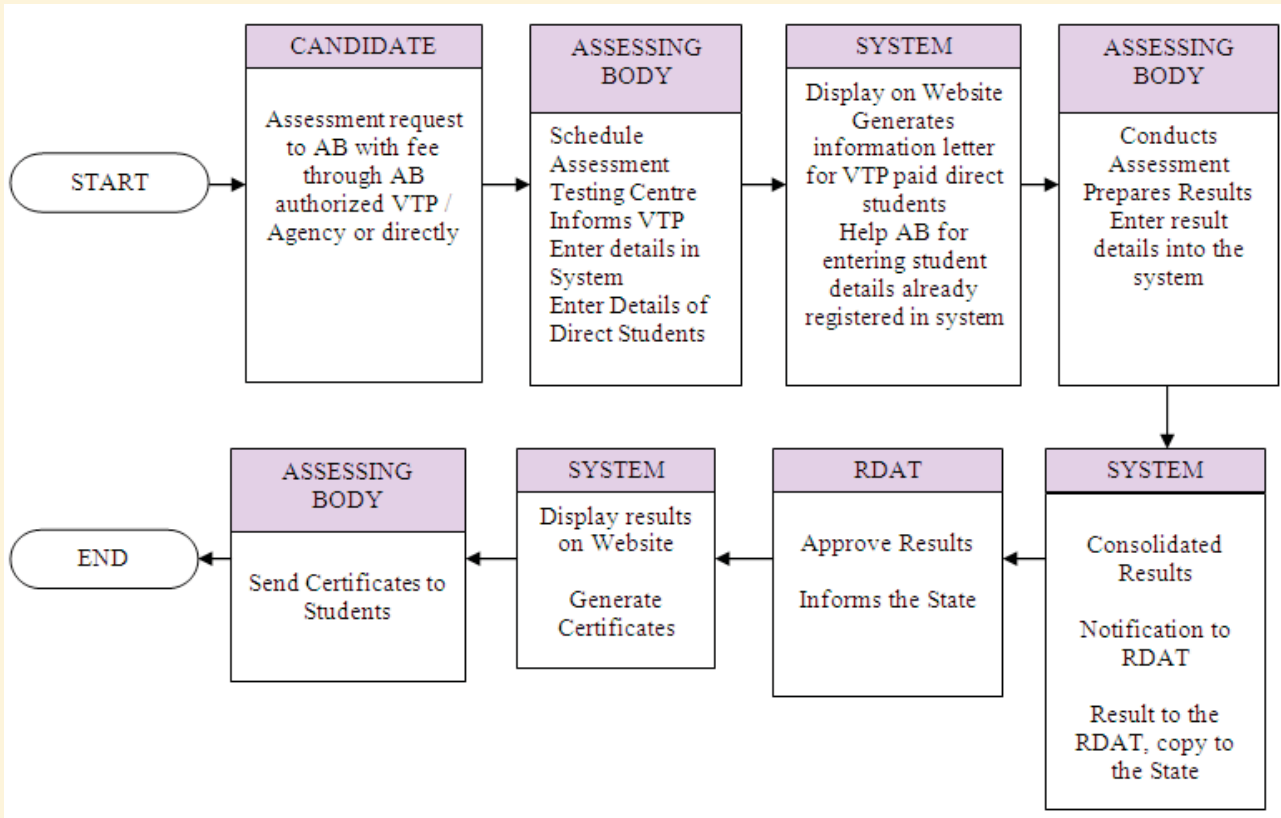 START
CANDIDATE
Assessment request
to AB with fee
through AB
authorized VTP /
Agency or directly
ASSESSING
BODY
Schedule
Assessment
Testing Centre
Informs VTP
Enter details in
System
Enter Details of
Direct Students
SYSTEM
Display on Website
Generates
information letter
for VTP paid direct
students
Help AB for
entering student
details already
registered in system
ASSESSING
BODY
Conducts
Assessment
Prepares Results
Enter result
details into the
system
SYSTEM
Consolidated
Results
Notification to
RDAT
Result to the
RDAT, copy to
the State
RDAT
Approve Results
Informs the State
SYSTEM
Display results
on Website
Generate
Certificates
ASSESSING
BODY
Send Certificates to
Students
END